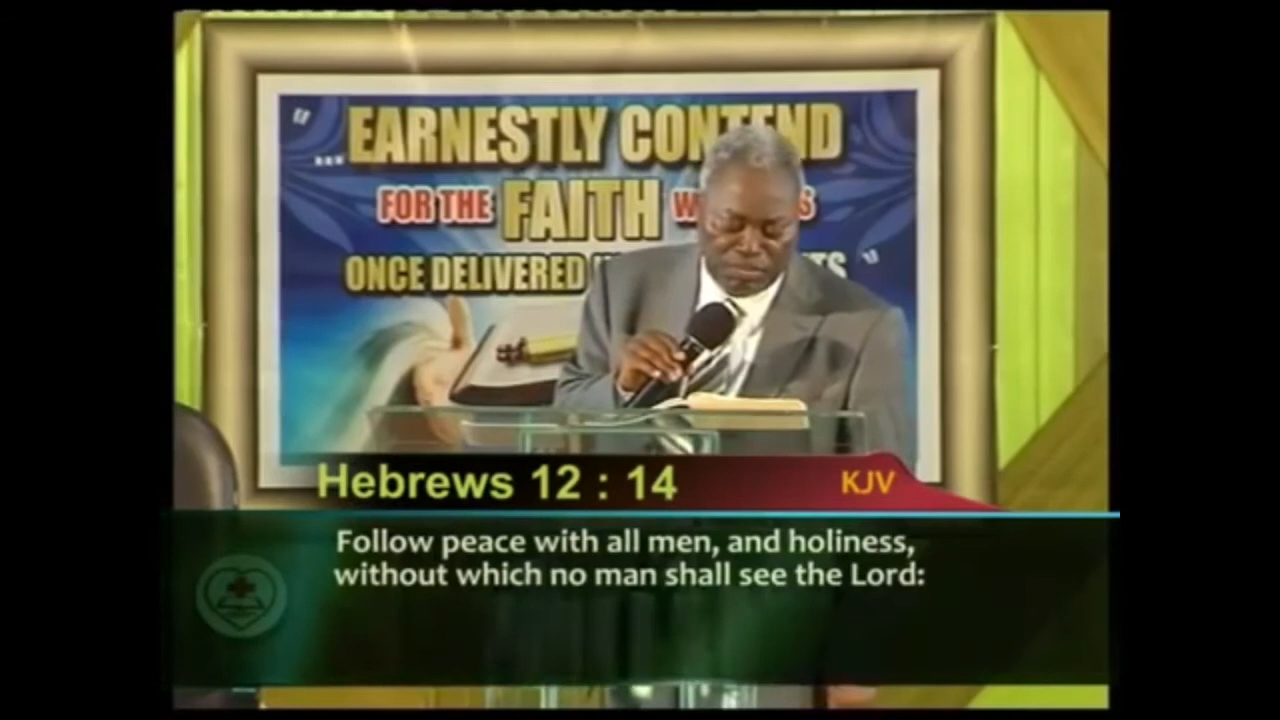 "
...EARNESTLY CONTEND
FOR THE FAITH
ONCE DELIVERED
"
Hebrews 12 : 14
KJV
Follow peace with all men, and holiness,
without which no man shall see the Lord: